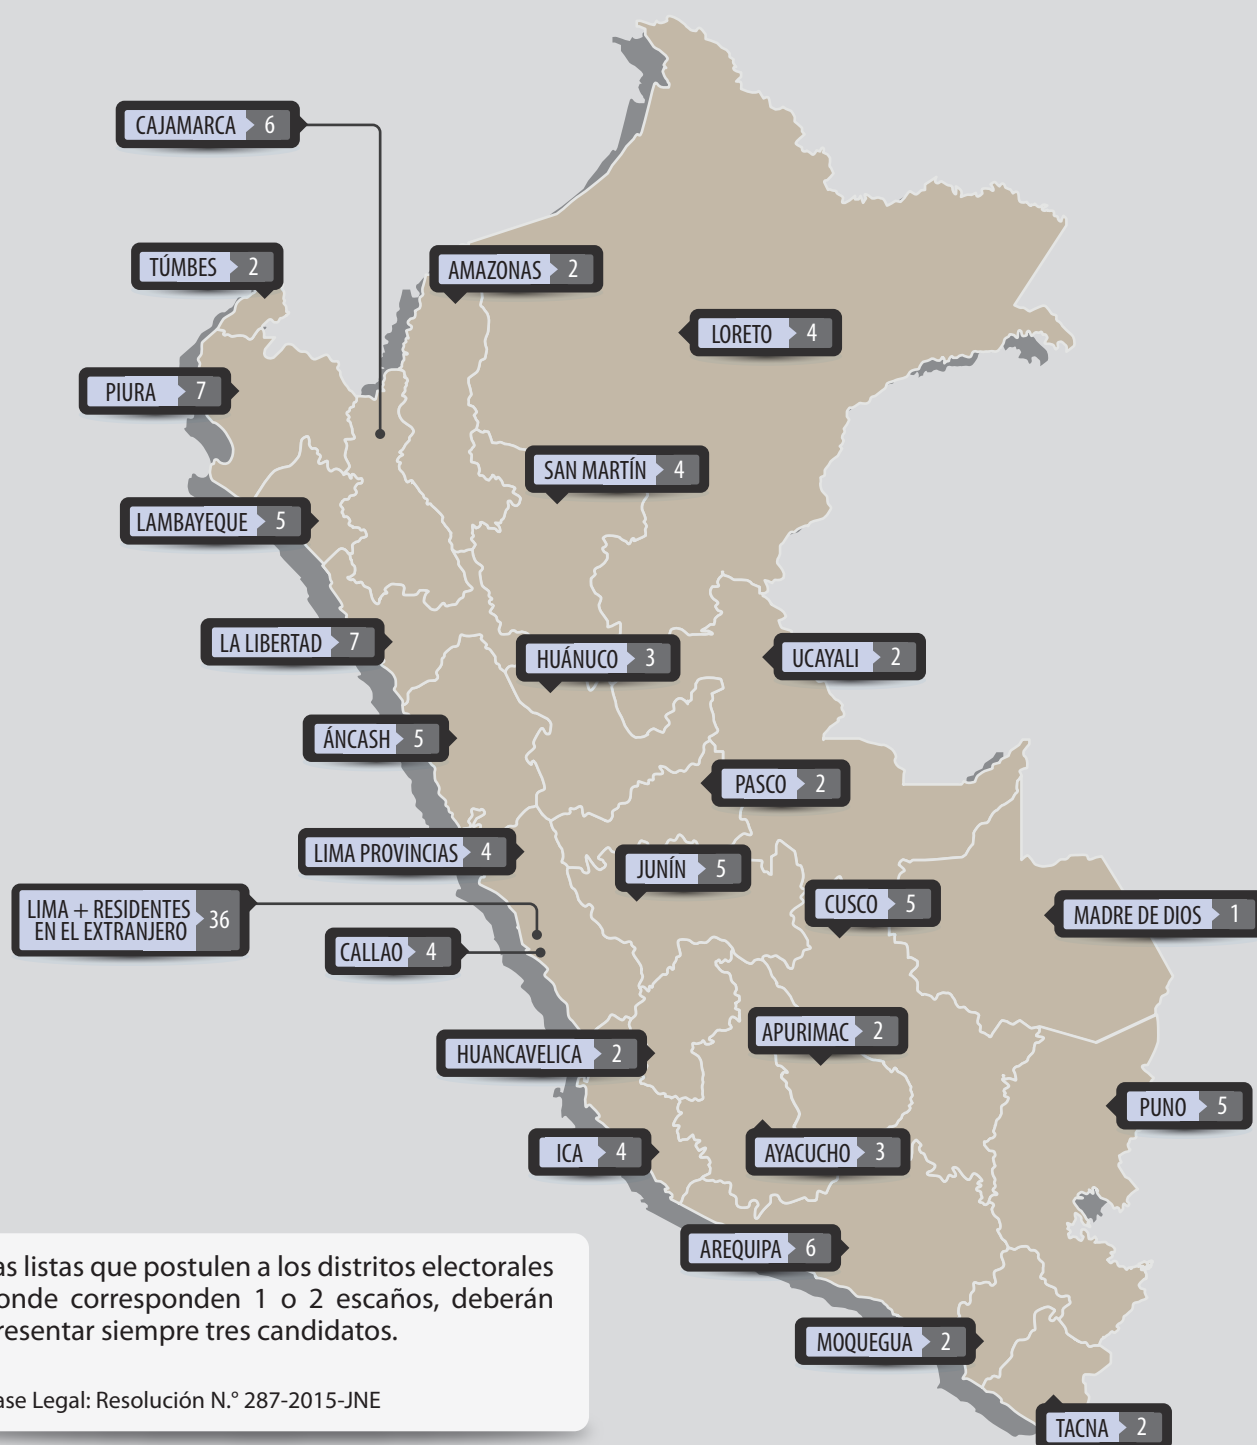 CAJAMARCA 6
TÚMBES 2
AMAZONAS 2
LORETO 4
PIURA 7
SAN MARTÍN 4
LAMBAYEQUE 5
LA LIBERTAD 7
HUÁNUCO 3
UCAYALI 2
ÁNCASH 5
PASCO 2
LIMA PROVINCIAS 4
JUNÍN 5
CUSCO 5
LIMA + RESIDENTES
EN EL EXTRANJERO 36
MADRE DE DIOS 1
CALLAO 4
APURIMAC 2
HUANCAVELICA 2
PUNO 5
ICA 4
AYACUCHO 3
AREQUIPA 6
as listas que postulen a los distritos electorales
onde corresponden 1 o 2 escaños, deberán
resentar siempre tres candidatos.
MOQUEGUA 2
ase Legal: Resolución N.° 287-2015-JNE
TACNA 2